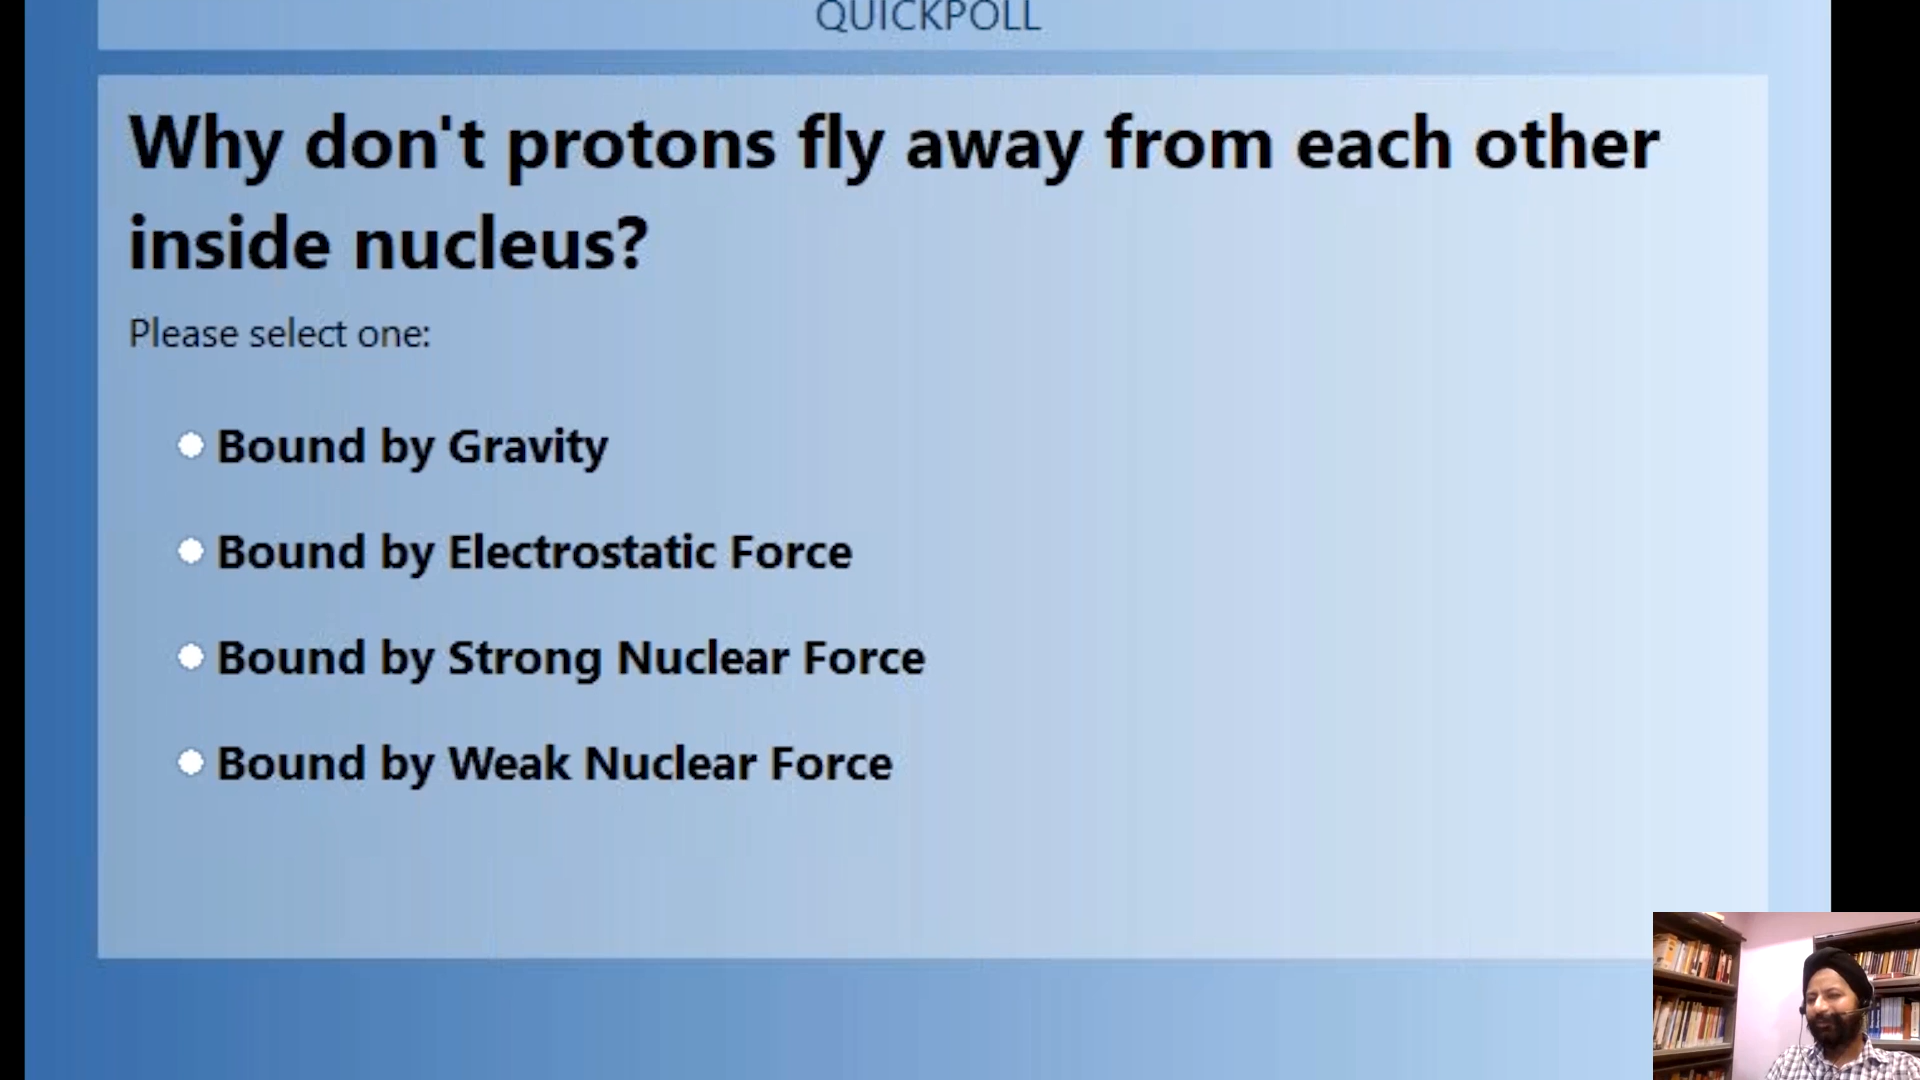 QUICKPOLL
Why don't protons fly away from each other
inside nucleus?
Please select one:
Bound by Gravity
Bound by Electrostatic Force
Bound by Strong Nuclear Force
Bound by Weak Nuclear Force